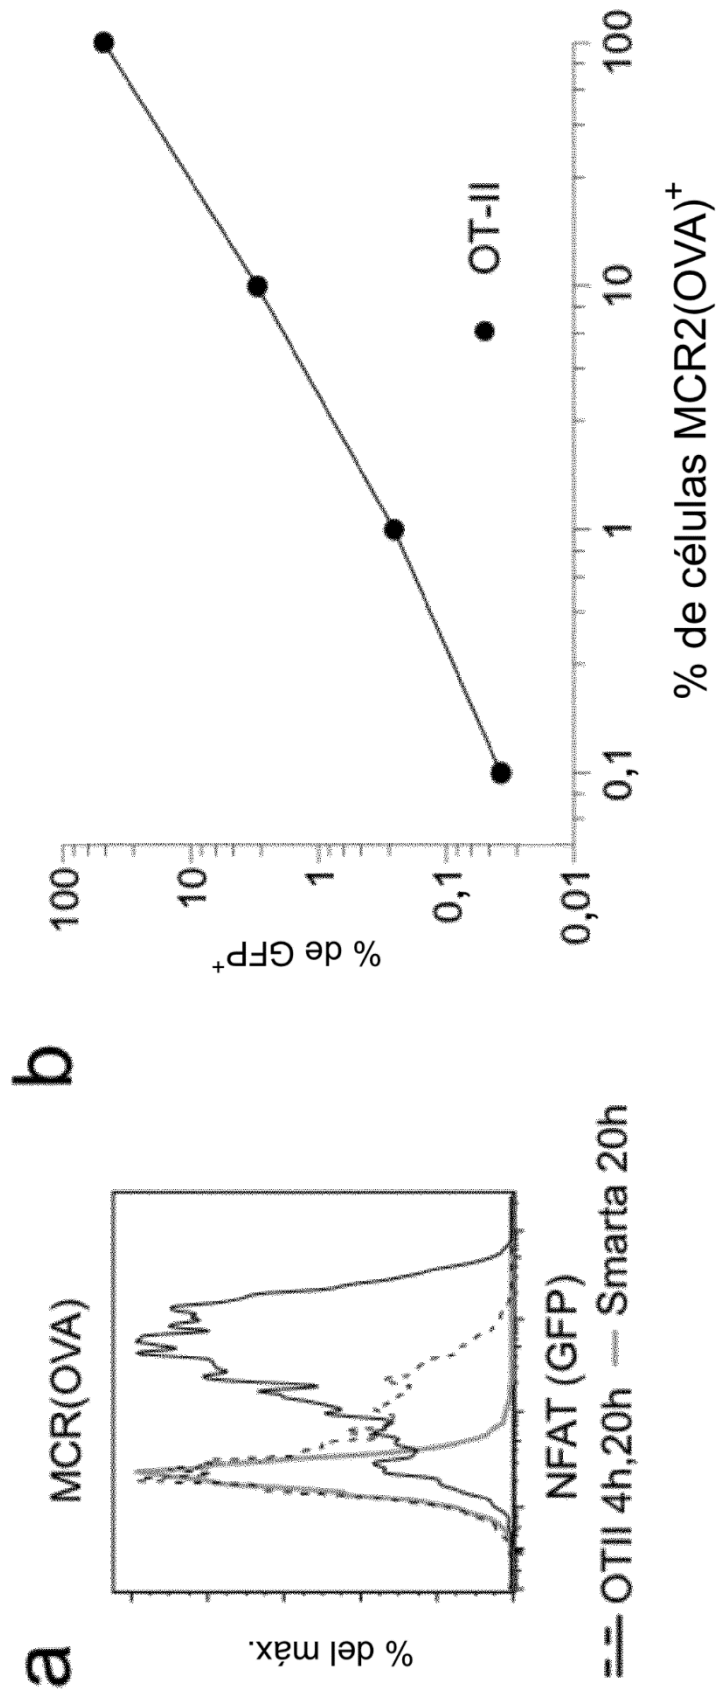 a
MCR(OVA)
% del máx.
NFAT (GFP)
OTII 4h,20h
Smarta 20h
b
% de GFP+
100
10
1
0,1
0,01
OT-II
0,1
1
10
100
% de células MCR2(OVA)+